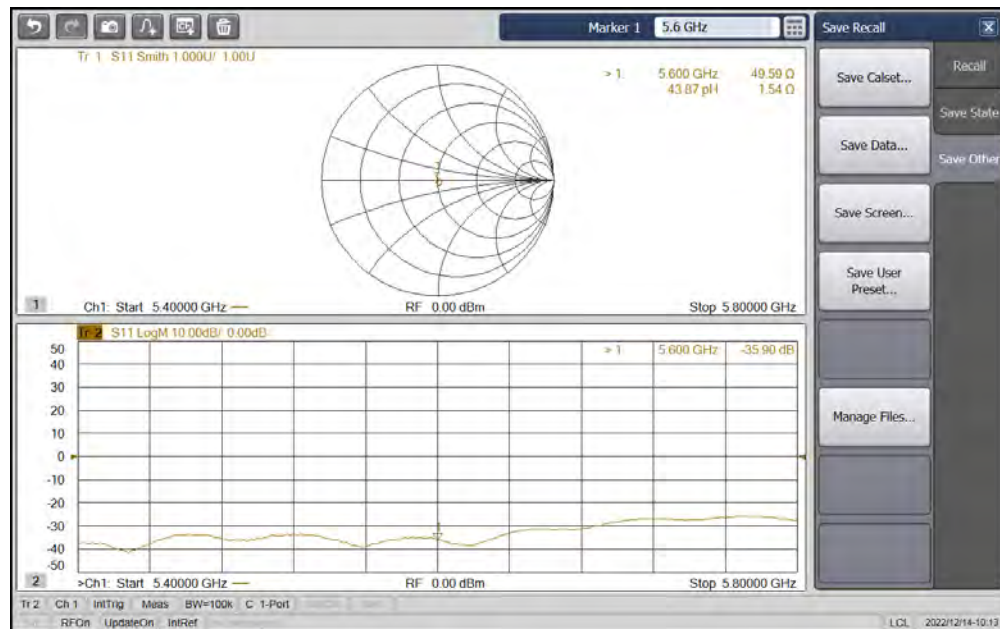 Marker 1 5.6 GHz
Save Recall X
Tr 1 S11 Smith 1.000U/ 1.00U
> 1 5.600 GHz 49.59 Ω
43.87 pH 1.54 Ω
1
1 Ch1: Start 5.40000 GHz — RF 0.00 dBm Stop 5.80000 GHz
Tr 2 S11 LogM 10.00dB/ 0.00dB
> 1 5.600 GHz -35.90 dB
50
40
30
20
10
0
-10
-20
-30
1
-40
-50
2 >Ch1: Start 5.40000 GHz — RF 0.00 dBm Stop 5.80000 GHz
Save Calset...
Save Data...
Save Screen...
Save User
Preset...
Manage Files...
Recall
Save State
Save Other
Tr 2 Ch 1 IntTrig Meas BW=100k C 1-Port
RFOn UpdateOn IntRef LCL 2022/12/14-10:13